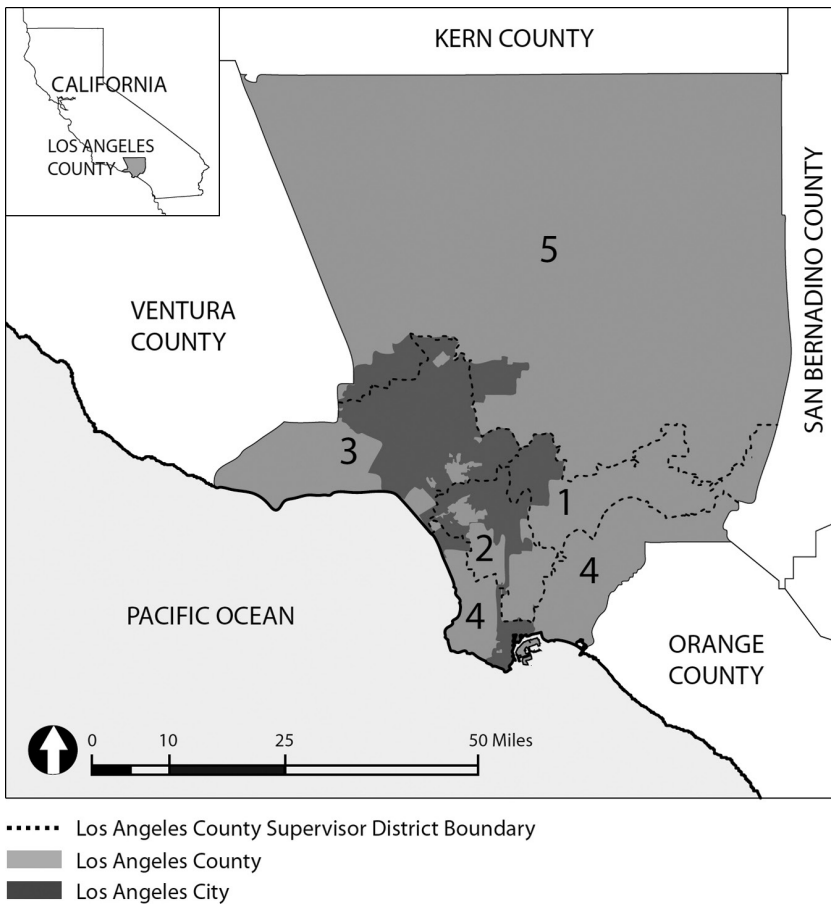 KERN COUNTY
CALIFORNIA
LOS ANGELES
COUNTY
SAN BERNADINO COUNTY
5
VENTURA
COUNTY
3
1
2
4
4
PACIFIC OCEAN
ORANGE
COUNTY
0 10 25 50 Miles
Los Angeles County Supervisor District Boundary
Los Angeles County
Los Angeles City